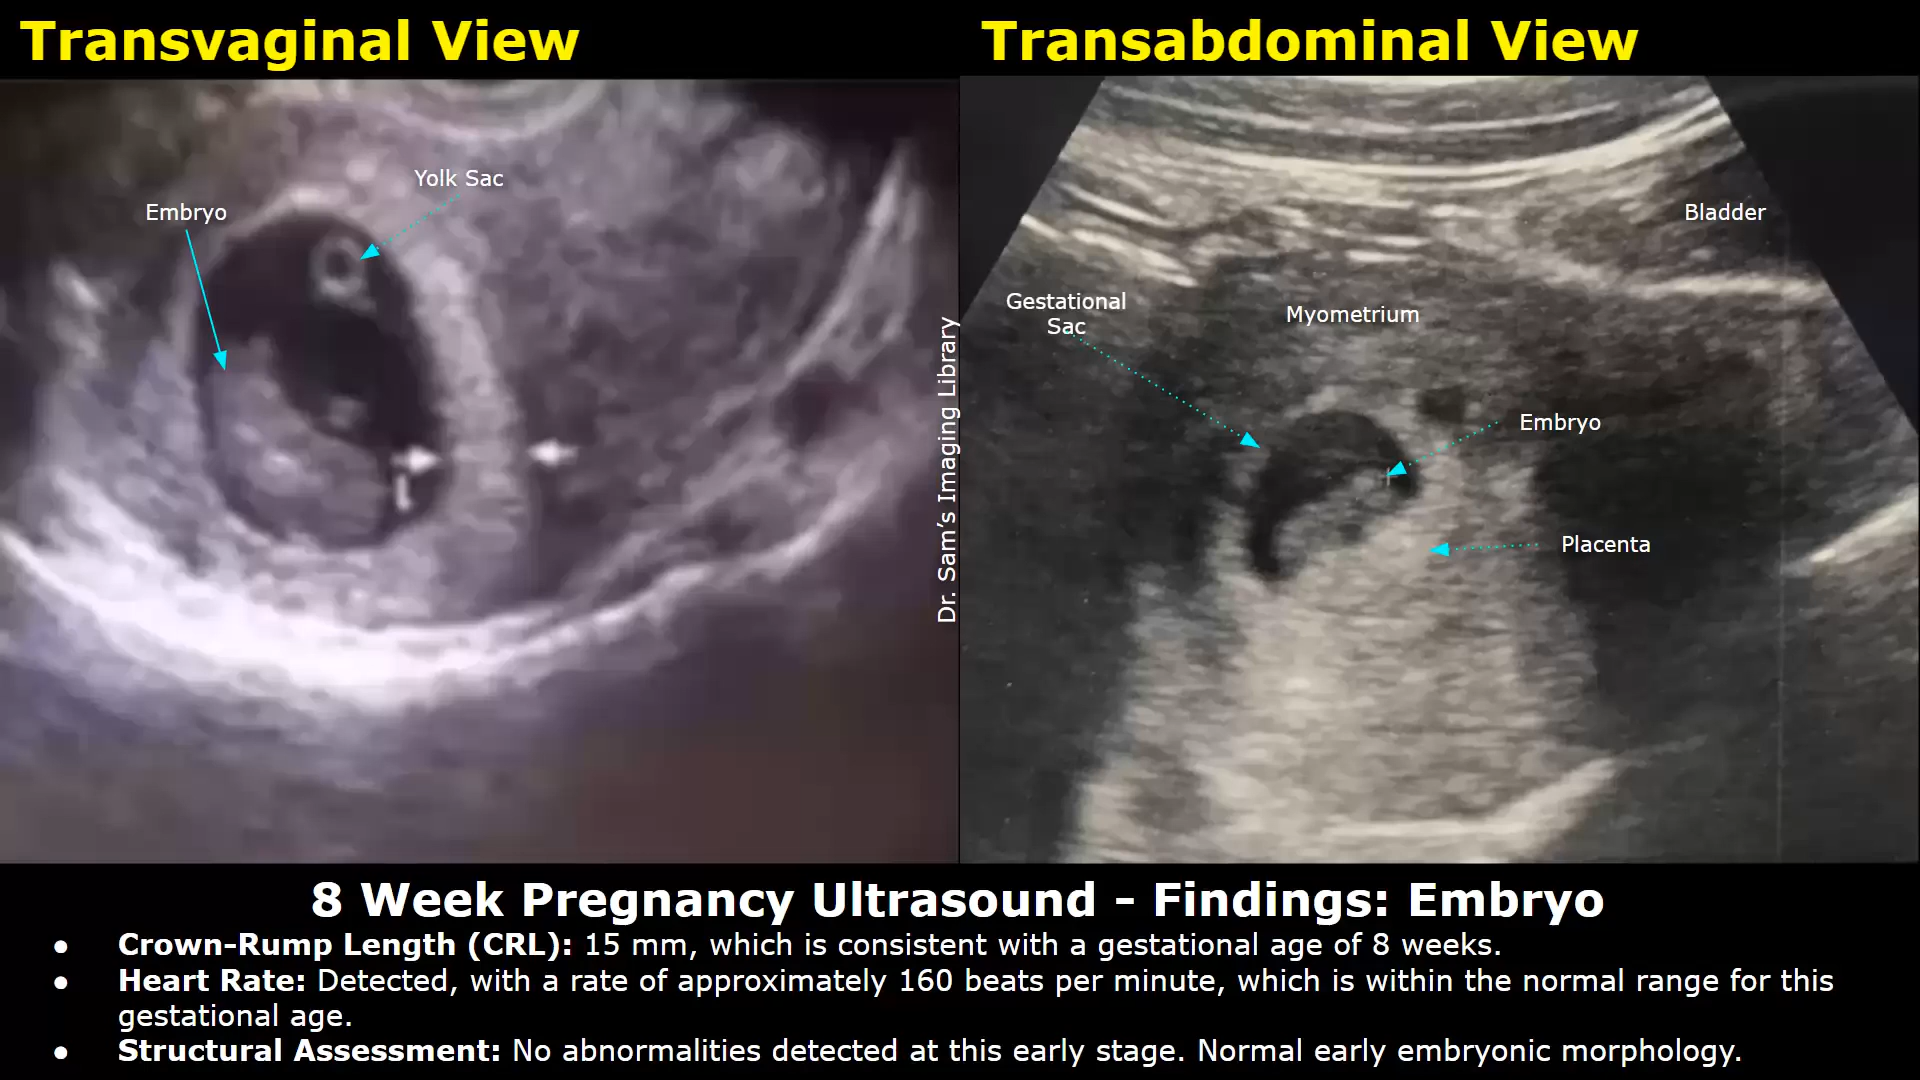 Transvaginal View
Transabdominal View
Yolk Sac
Embryo
Bladder
Gestational
Sac
Myometrium
Embryo
Placenta
Dr. Sam's Imaging Library
8 Week Pregnancy Ultrasound - Findings: Embryo
● Crown-Rump Length (CRL): 15 mm, which is consistent with a gestational age of 8 weeks.
● Heart Rate: Detected, with a rate of approximately 160 beats per minute, which is within the normal range for this
gestational age.
● Structural Assessment: No abnormalities detected at this early stage. Normal early embryonic morphology.